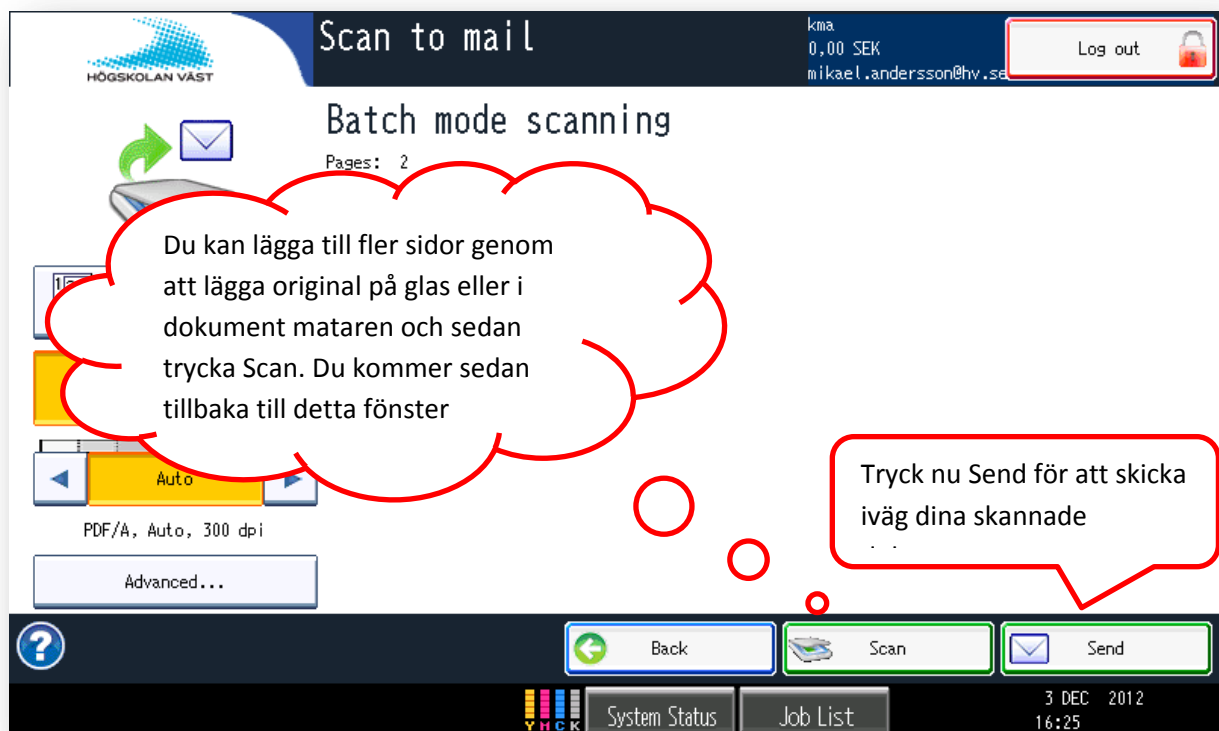 Scan to mail
kma
0,00 SEK
mikael.andersson@hv.se
Log out
HÖGSKOLAN VÄST
Batch mode scanning
Pages: 2
Du kan lägga till fler sidor genom
att lägga original på glas eller i
dokument mataren och sedan
trycka Scan. Du kommer sedan
tillbaka till detta fönster
Auto
PDF/A, Auto, 300 dpi
Advanced...
Tryck nu Send för att skicka
iväg dina skannade
?
Back
Scan
Send
Y M C K
System Status
Job List
3 DEC 2012
16:25